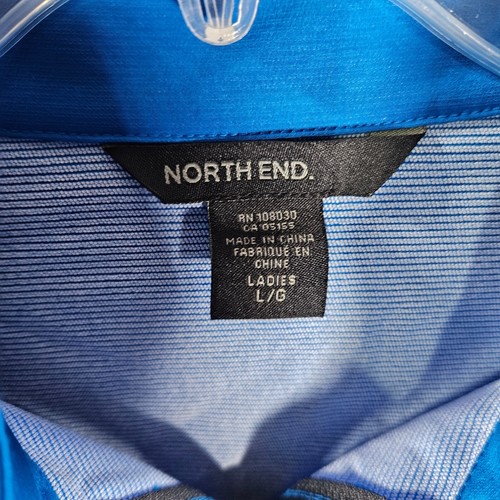 NORTH END.
RN 108030
CA 05155
MADE IN CHINA
FABRIQUÉ EN
CHINE
LADIES
L/G